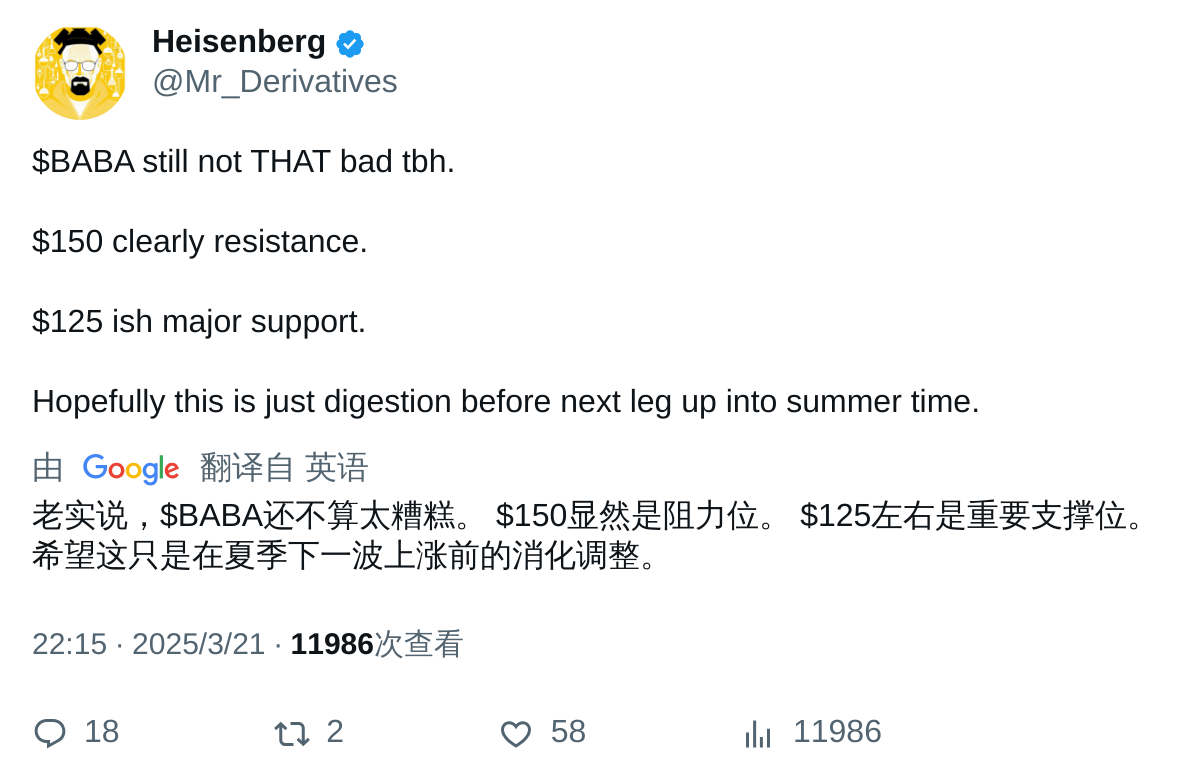 Heisenberg
@Mr_Derivatives
$BABA still not THAT bad tbh.
$150 clearly resistance.
$125 ish major support.
Hopefully this is just digestion before next leg up into summer time.
由 Google 翻译自 英语
老实说，$BABA还不算太糟糕。 $150显然是阻力位。 $125左右是重要支撑位。
希望这只是在夏季下一波上涨前的消化调整。
22:15 · 2025/3/21 · 11986次查看
18 2 58 11986